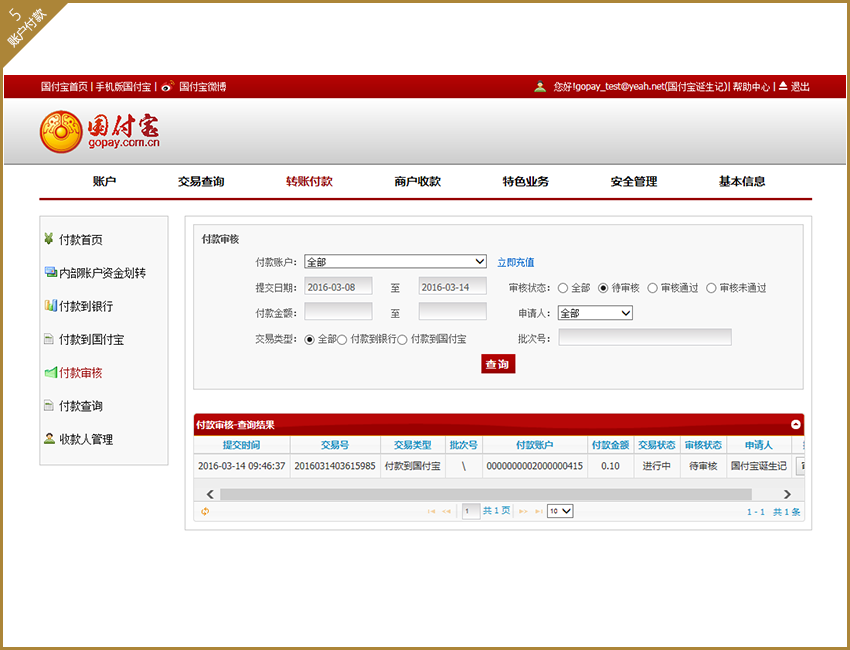 5
账户付款
国付宝首页 | 手机版国付宝 | 国付宝微博
您好!gopay_test@yeah.net(国付宝诞生记)| 帮助中心 | 退出
国付宝
gopay.com.cn
账户 交易查询 转账付款 商户收款 特色业务 安全管理 基本信息
付款首页
内部账户资金划转
付款到银行
付款到国付宝
付款审核
付款查询
收款人管理
付款审核
付款账户: 全部 立即充值
提交日期: 2016-03-08 至 2016-03-14 审核状态: 全部 待审核 审核通过 审核未通过
付款金额: 至 申请人: 全部
交易类型: 全部 付款到银行 付款到国付宝 批次号:
查询
付款审核-查询结果
提交时间 交易号 交易类型 批次号 付款账户 付款金额 交易状态 审核状态 申请人
2016-03-14 09:46:37 2016031403615985 付款到国付宝 \ 0000000002000000415 0.10 进行中 待审核 国付宝诞生记
1 共 1 页 10 1 - 1 共 1 条